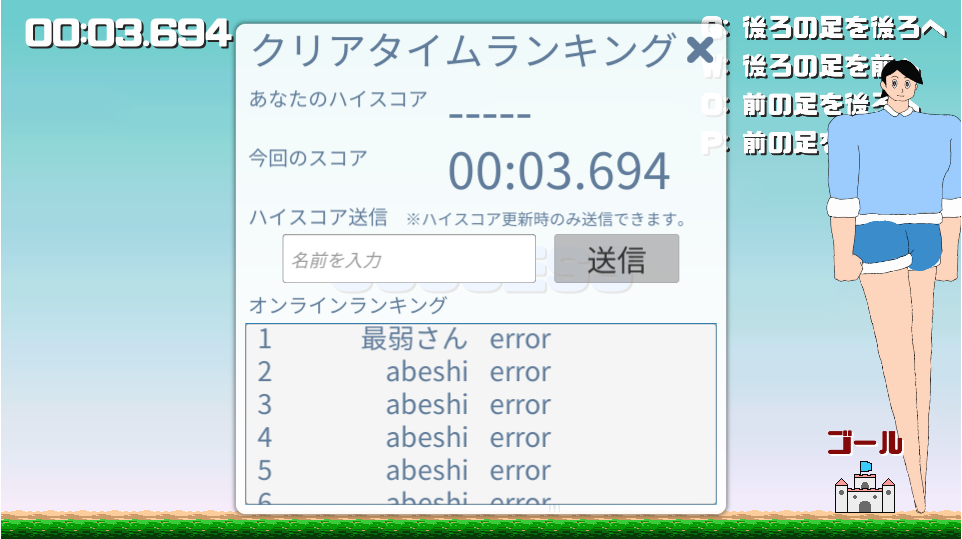 00:03.694
クリアタイムランキング
あなたのハイスコア
-----
今回のスコア
00:03.694
ハイスコア送信 ※ハイスコア更新時のみ送信できます。
名前を入力
送信
オンラインランキング
1 最弱さん error
2 abeshi error
3 abeshi error
4 abeshi error
5 abeshi error
6 abeshi error
: 後ろの足を後ろへ
W: 後ろの足を前へ
O: 前の足を後ろへ
P: 前の足を
ゴール